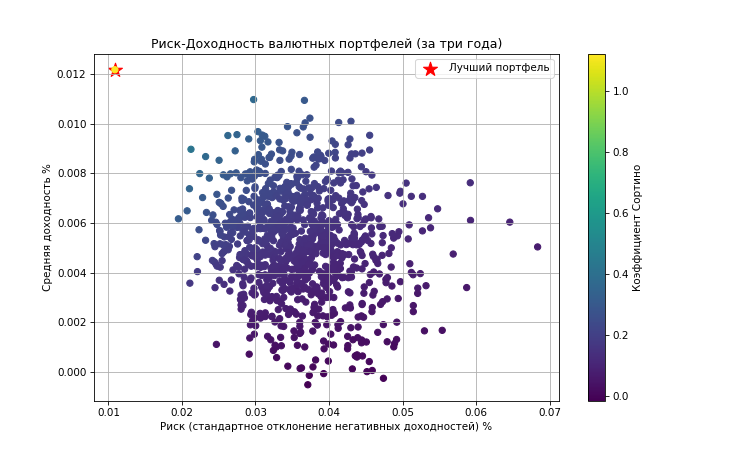 Риск-Доходность валютных портфелей (за три года)
Лучший портфель
Средняя доходность %
0.012
0.010
0.008
0.006
0.004
0.002
0.000
0.01 0.02 0.03 0.04 0.05 0.06 0.07
Риск (стандартное отклонение негативных доходностей) %
1.0
0.8
0.6
0.4
0.2
0.0
Коэффициент Сортино